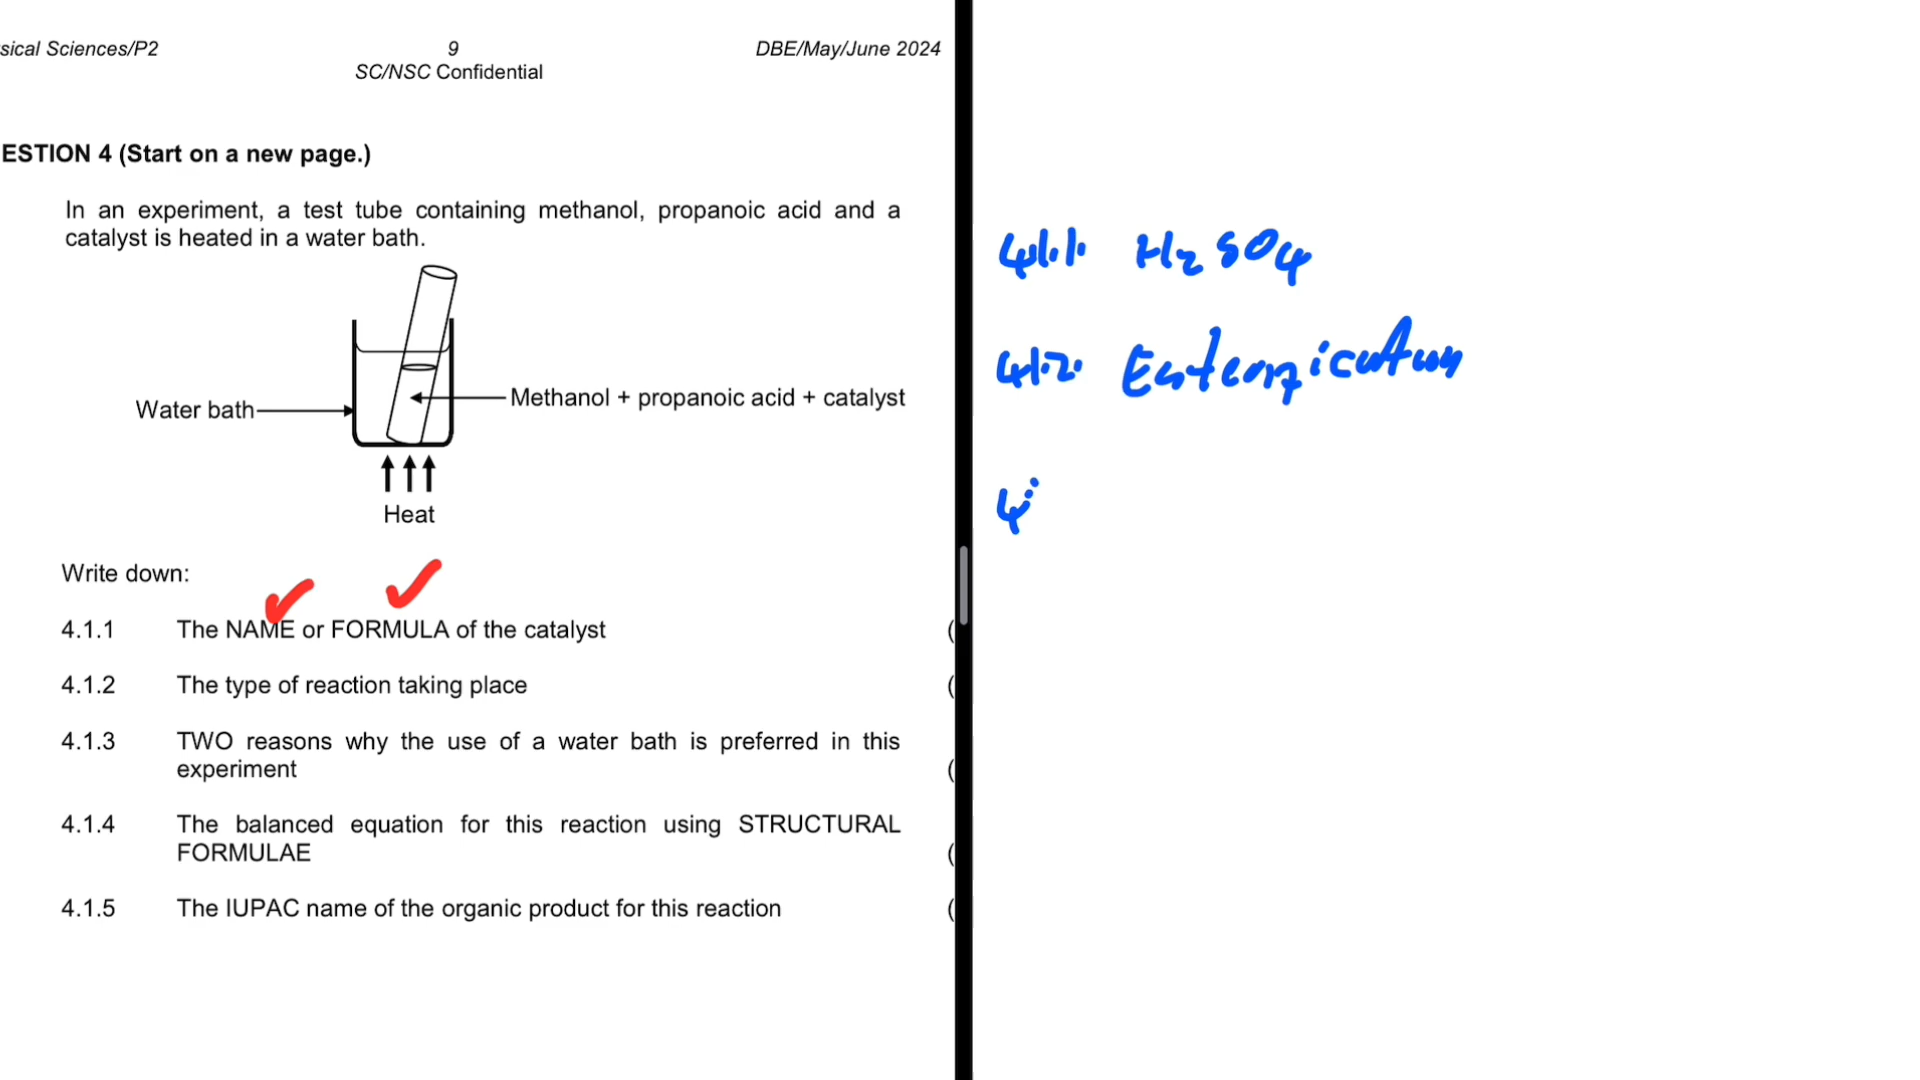 sical Sciences/P2 9 DBE/May/June 2024
SC/NSC Confidential
ESTION 4 (Start on a new page.)
In an experiment, a test tube containing methanol, propanoic acid and a
catalyst is heated in a water bath.
Water bath
Methanol + propanoic acid + catalyst
Heat
Write down:
4.1.1 The NAME or FORMULA of the catalyst (
4.1.2 The type of reaction taking place (
4.1.3 TWO reasons why the use of a water bath is preferred in this
experiment (
4.1.4 The balanced equation for this reaction using STRUCTURAL
FORMULAE (
4.1.5 The IUPAC name of the organic product for this reaction (
4.1.1. H2SO4
4.1.2. Esterification
4.